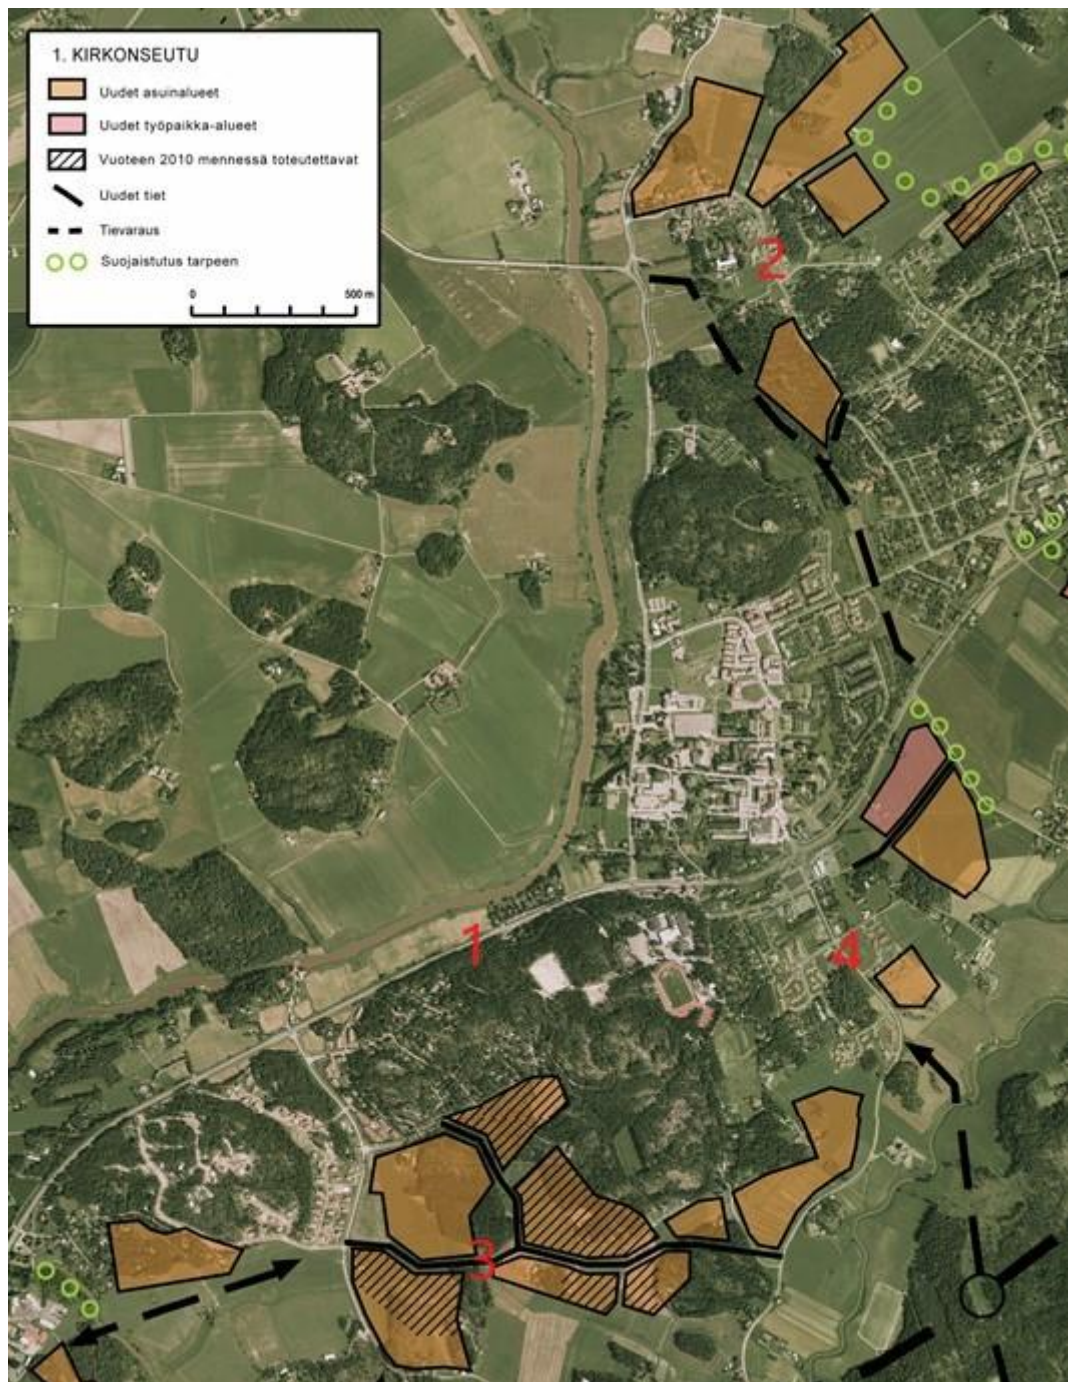 1. KIRKONSEUTU
Uudet asuinalueet
Uudet työpaikka-alueet
Vuoteen 2010 mennessä toteutettavat
Uudet tiet
Tievaraus
Suojaistutus tarpeen
0 500 m
2
1
4
3